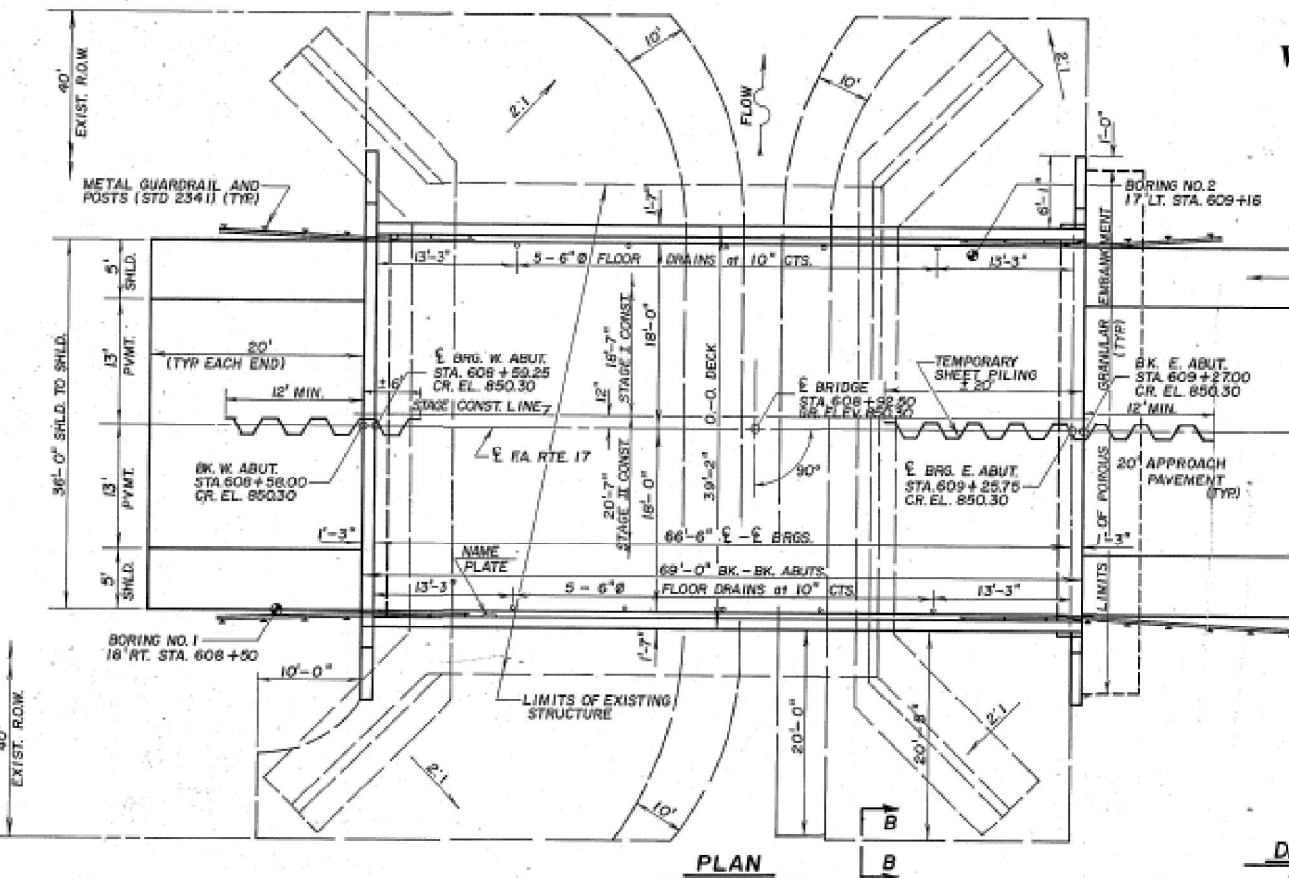 40'
EXIST. R.O.W.
10'
2:1
FLOW
10'
2:1
1'-0"
METAL GUARDRAIL AND
POSTS (STD 2341) (TYP.)
1'-7"
6'-1"
BORING NO.2
17' LT. STA. 609+16
5'
SHLD.
13'-3"
5-6"Ø FLOOR DRAINS at 10" CTS.
13'-3"
36'-0" SHLD. TO SHLD.
13'
PVMT.
20'
(TYP EACH END)
12' MIN.
±6'
℄ BRG. W. ABUT.
STA. 608+59.25
CR. EL. 850.30
STAGE CONST. LINE
12"
18'-7"
STAGE I CONST.
18'-0"
O.-O. DECK
39'-2"
℄ BRIDGE
STA. 608+92.50
TEMPORARY
SHEET PILING
±20'
LIMITS OF POROUS
GRANULAR EMBANKMENT
(TYP)
BK. E. ABUT.
STA. 609+27.00
CR. EL. 850.30
12' MIN.
℄ F.A. RTE. 17
90°
BK. W. ABUT.
STA. 608+58.00
CR. EL. 850.30
13'
PVMT.
20'-7"
STAGE II CONST.
18'-0"
℄ BRG. E. ABUT.
STA. 609+25.75
CR. EL. 850.30
20' APPROACH
PAVEMENT
(TYP)
1'-3"
66'-6" ℄-℄ BRGS.
1'-3"
5'
SHLD.
NAME
PLATE
69'-0" BK.-BK. ABUTS.
13'-3
5-6"Ø FLOOR DRAINS at 10" CTS.
13'-3"
BORING NO. 1
18' RT. STA. 608+50
10'-0"
1'-7"
LIMITS OF EXISTING
STRUCTURE
40'
EXIST. R.O.W.
2:1
10'
20'-0"
20'-8"
2:1
B
B
PLAN